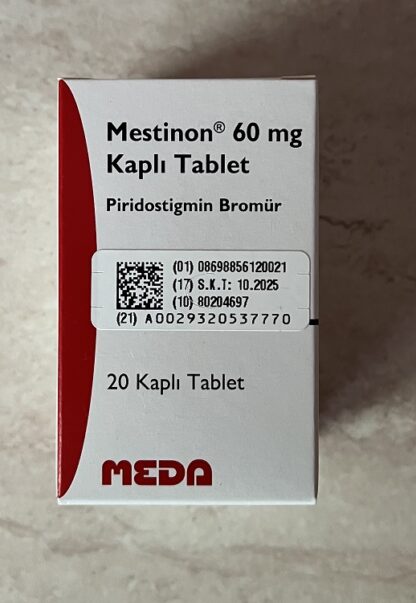 Mestinon® 60 mg
Kaplı Tablet
Piridostigmin Bromür
(01) 08698856120021
(17) S.K.T: 10.2025
(10) 80204697
(21) A0029320537770
20 Kaplı Tablet
MEDA